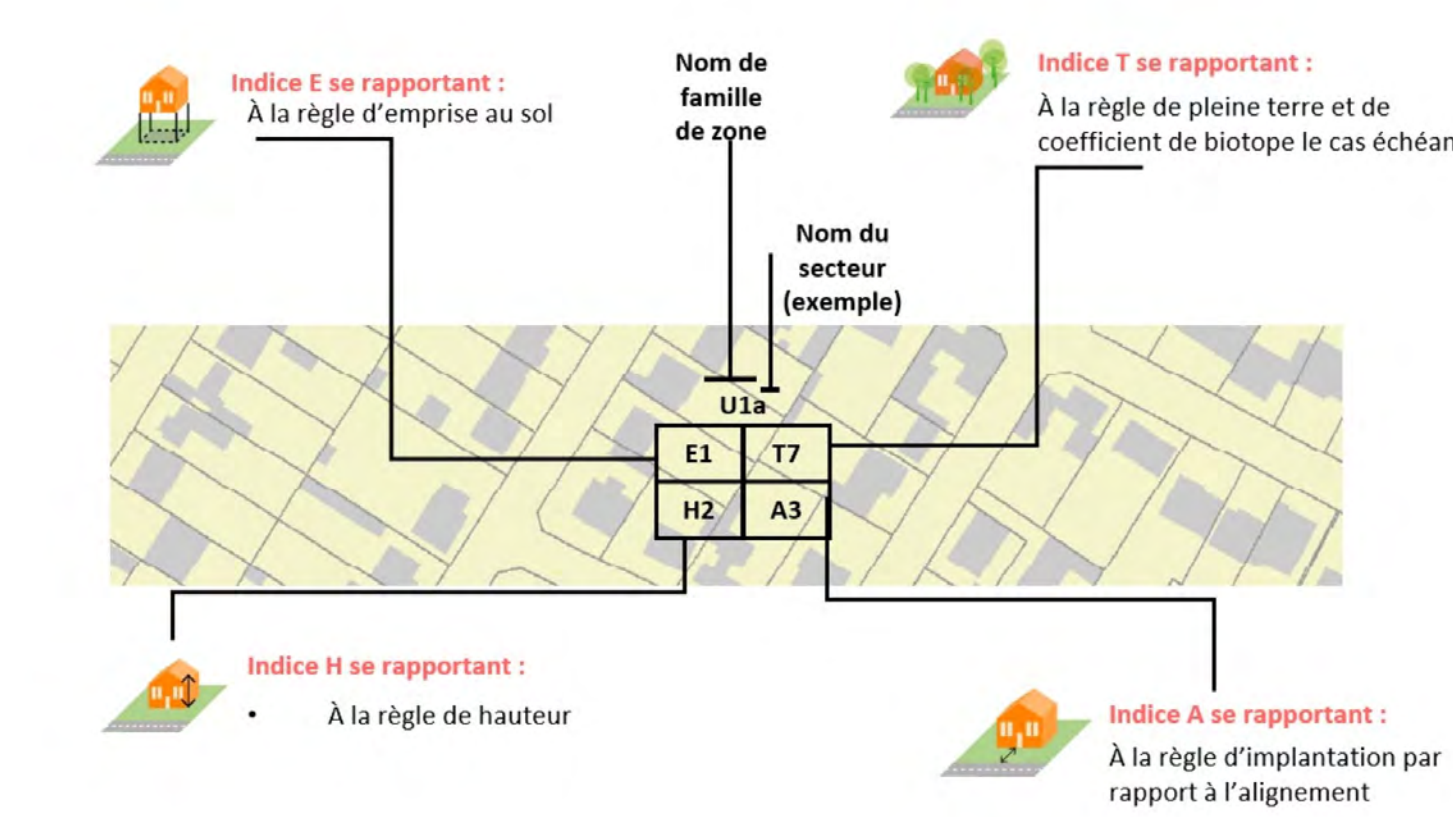 Indice E se rapportant :
À la règle d'emprise au sol
Nom de
famille
de zone
Indice T se rapportant :
À la règle de pleine terre et de
coefficient de biotope le cas échéan
Nom du
secteur
(exemple)
U1a
E1 T7
H2 A3
Indice H se rapportant :
• À la règle de hauteur
Indice A se rapportant :
À la règle d'implantation par
rapport à l'alignement